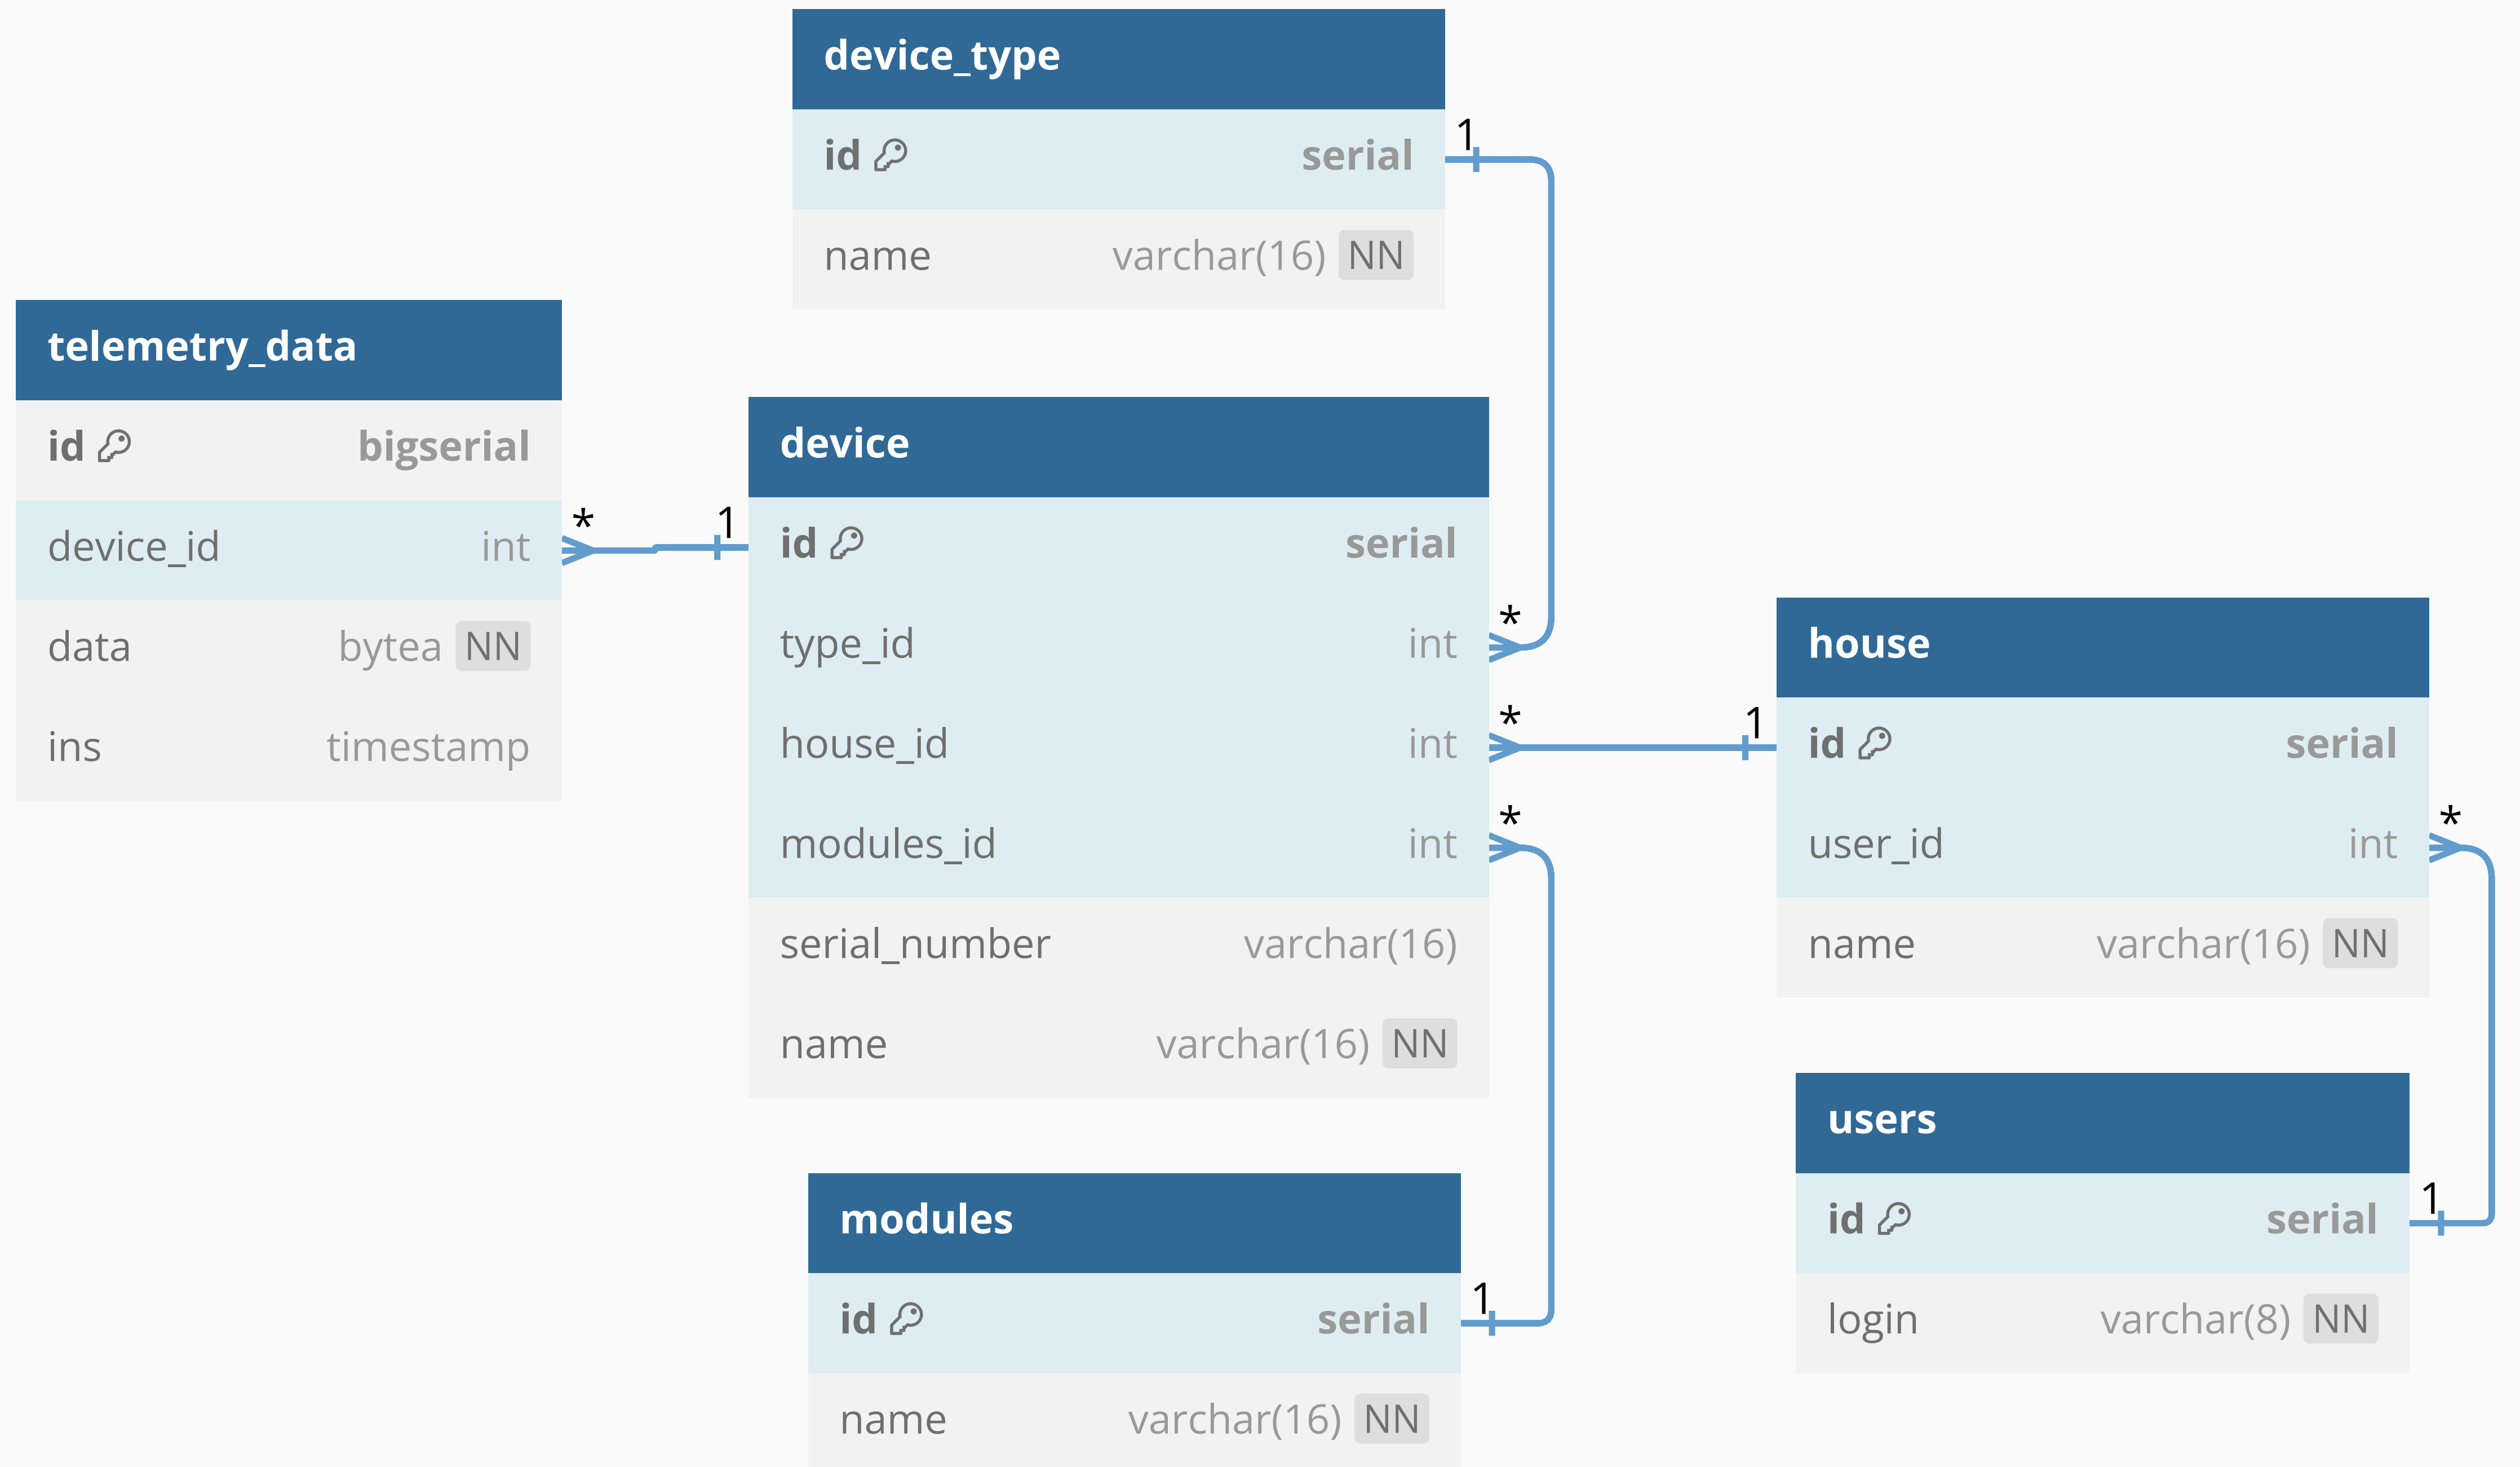 device_type
id serial
name varchar(16) NN
1
telemetry_data
id bigserial
device_id int
data bytea NN
ins timestamp
* 1
device
id serial
type_id int
house_id int
modules_id int
serial_number varchar(16)
name varchar(16) NN
*
* 1
*
house
id serial
user_id int
name varchar(16) NN
*
users
id serial
login varchar(8) NN
1
modules
id serial
name varchar(16) NN
1